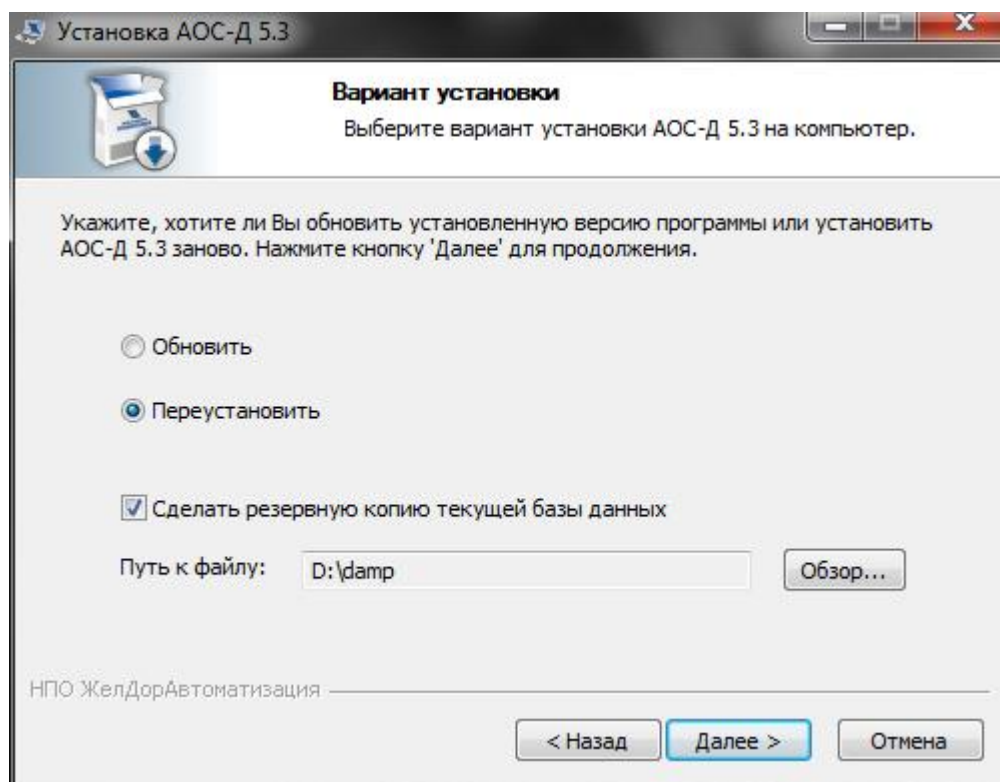 Установка АОС-Д 5.3
Вариант установки
Выберите вариант установки АОС-Д 5.3 на компьютер.
Укажите, хотите ли Вы обновить установленную версию программы или установить
АОС-Д 5.3 заново. Нажмите кнопку 'Далее' для продолжения.
Обновить
Переустановить
Сделать резервную копию текущей базы данных
Путь к файлу: D:\damp Обзор...
НПО ЖелДорАвтоматизация
< Назад Далее > Отмена